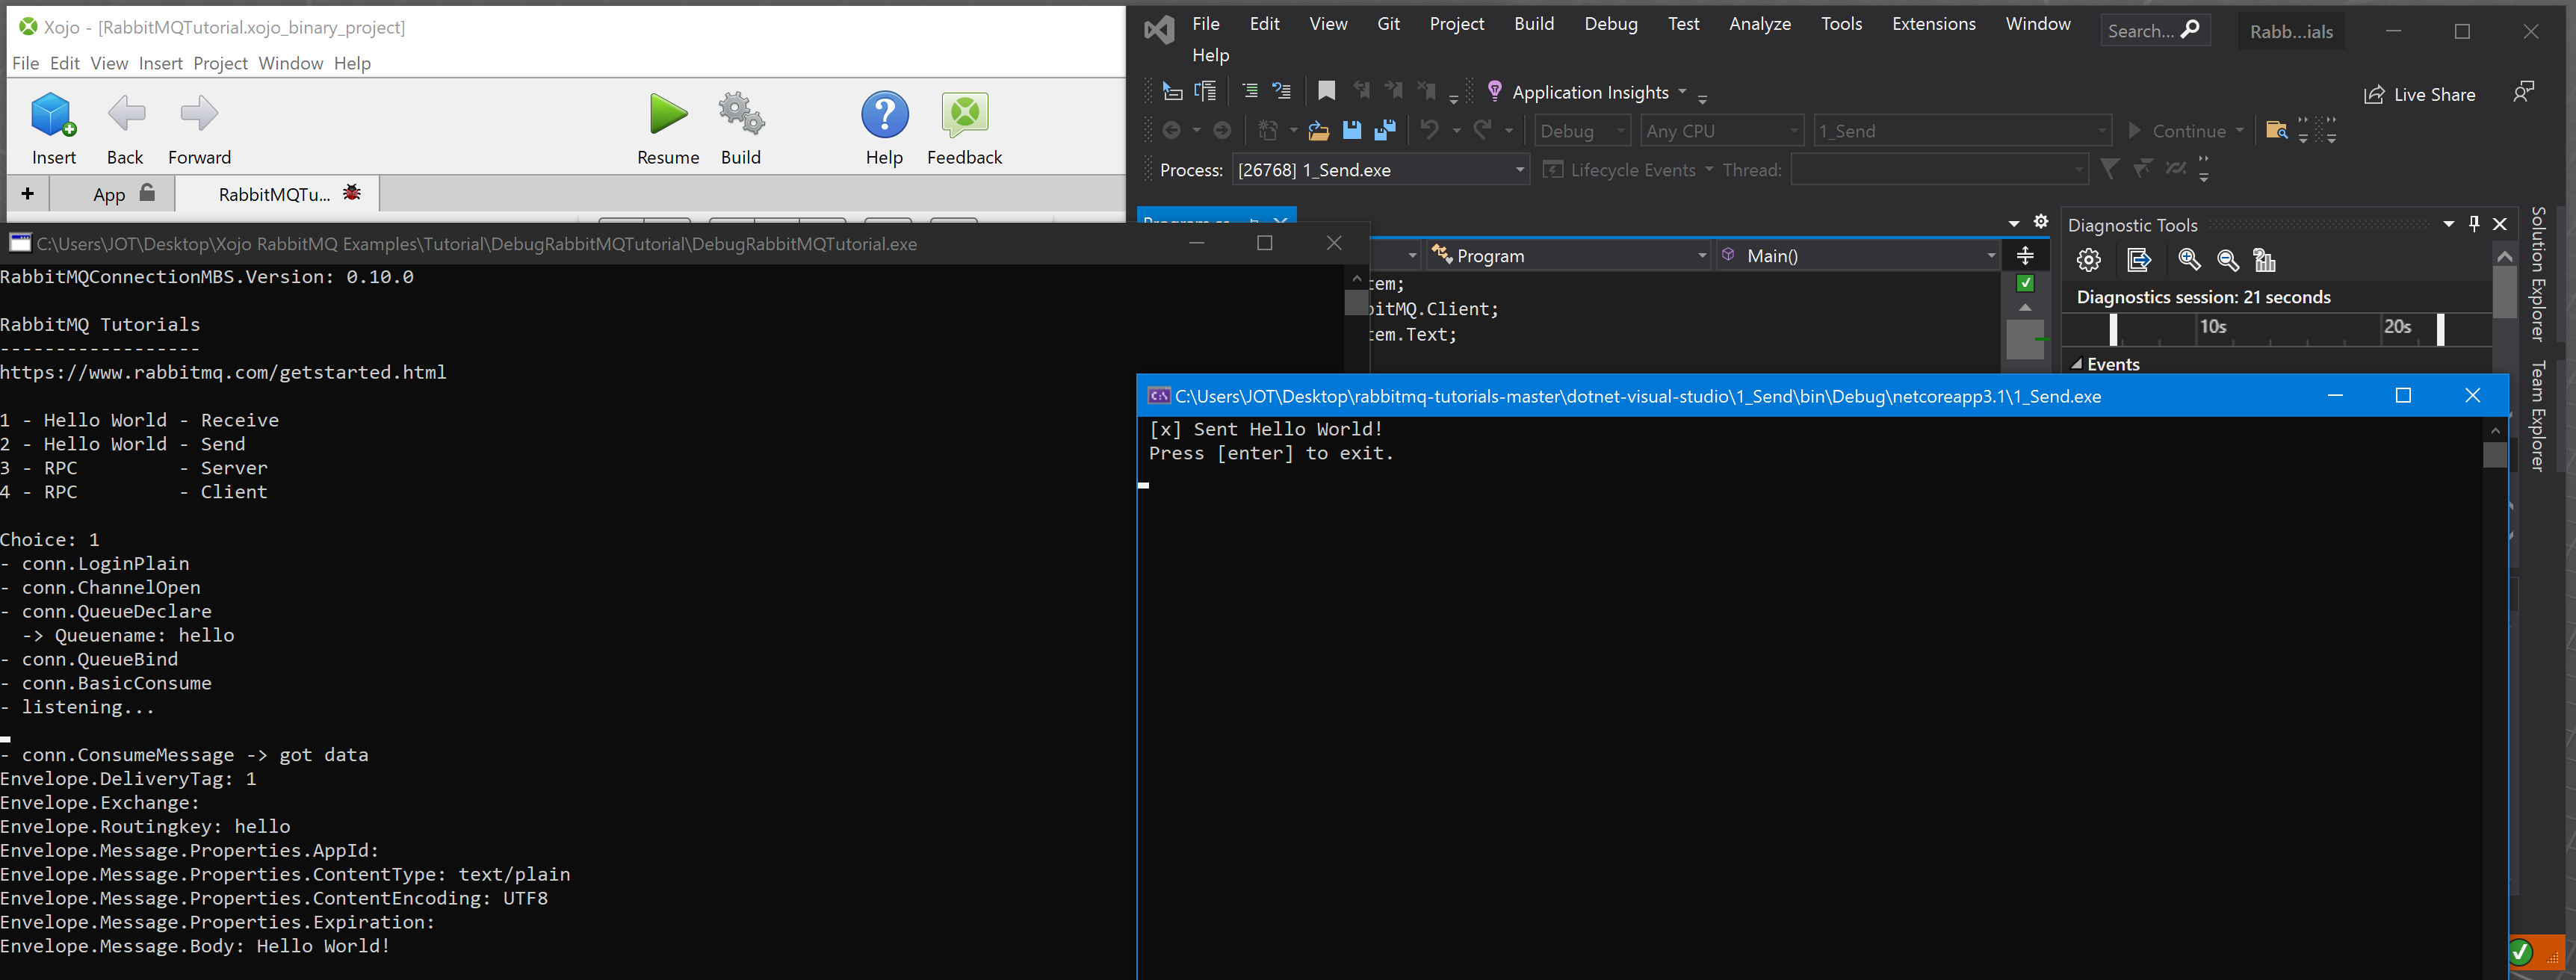 Xojo - [RabbitMQTutorial.xojo_binary_project]
File Edit View Insert Project Window Help
Insert Back Forward Resume Build Help Feedback
+ App RabbitMQTu...
C:\Users\JOT\Desktop\Xojo RabbitMQ Examples\Tutorial\DebugRabbitMQTutorial\DebugRabbitMQTutorial.exe
RabbitMQConnectionMBS.Version: 0.10.0
RabbitMQ Tutorials
------------------
https://www.rabbitmq.com/getstarted.html
1 - Hello World - Receive
2 - Hello World - Send
3 - RPC         - Server
4 - RPC         - Client
Choice: 1
- conn.LoginPlain
- conn.ChannelOpen
- conn.QueueDeclare
  -> Queuename: hello
- conn.QueueBind
- conn.BasicConsume
- listening...
- conn.ConsumeMessage -> got data
Envelope.DeliveryTag: 1
Envelope.Exchange:
Envelope.Routingkey: hello
Envelope.Message.Properties.AppId:
Envelope.Message.Properties.ContentType: text/plain
Envelope.Message.Properties.ContentEncoding: UTF8
Envelope.Message.Properties.Expiration:
Envelope.Message.Body: Hello World!
File Edit View Git Project Build Debug Test Analyze Tools Extensions Window Search... Rabb...ials
Help
Application Insights Live Share
Debug Any CPU 1_Send Continue
Process: [26768] 1_Send.exe Lifecycle Events Thread:
Program Main()
tem;
bitMQ.Client;
tem.Text;
Diagnostic Tools
Diagnostics session: 21 seconds
10s 20s
Events
Solution Explorer
Team Explorer
C:\Users\JOT\Desktop\rabbitmq-tutorials-master\dotnet-visual-studio\1_Send\bin\Debug\netcoreapp3.1\1_Send.exe
[x] Sent Hello World!
Press [enter] to exit.